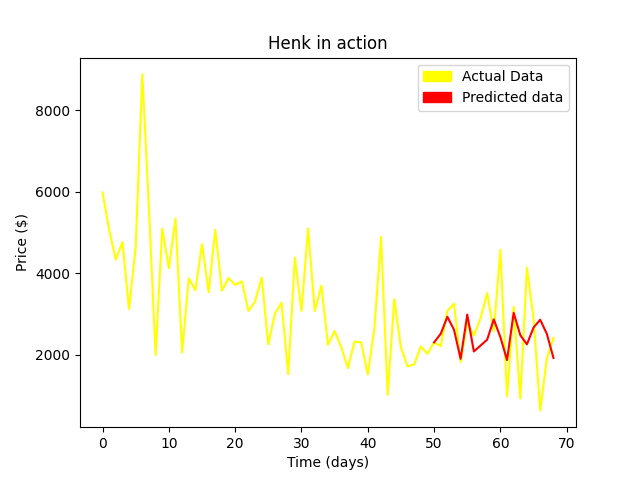 Henk in action
Actual Data
Predicted data
Price ($)
8000
6000
4000
2000
0 10 20 30 40 50 60 70
Time (days)